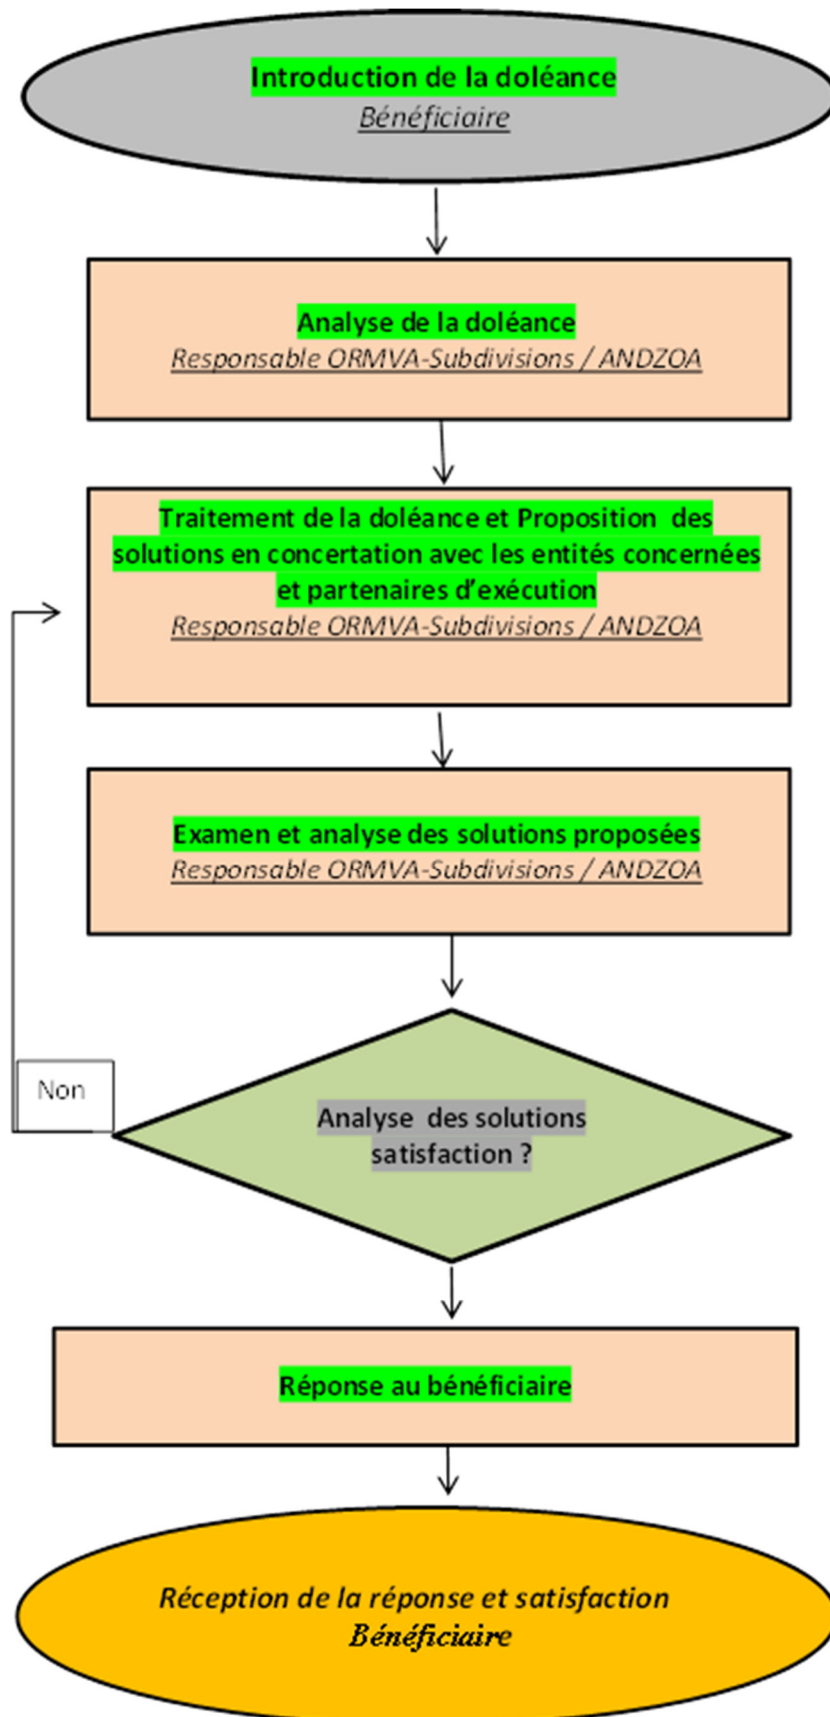 Introduction de la doléance
Bénéficiaire
Analyse de la doléance
Responsable ORMVA-Subdivisions / ANDZOA
Traitement de la doléance et Proposition  des
solutions en concertation avec les entités concernées
et partenaires d'exécution
Responsable ORMVA-Subdivisions / ANDZOA
Examen et analyse des solutions proposées
Responsable ORMVA-Subdivisions / ANDZOA
Non
Analyse  des solutions
satisfaction ?
Réponse au bénéficiaire
Réception de la réponse et satisfaction
Bénéficiaire